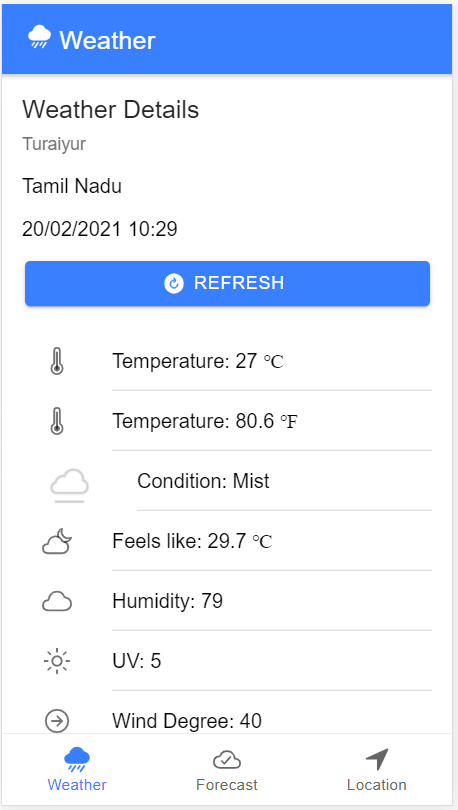 Weather
Weather Details
Turaiyur
Tamil Nadu
20/02/2021 10:29
REFRESH
Temperature: 27 ℃
Temperature: 80.6 ℉
Condition: Mist
Feels like: 29.7 ℃
Humidity: 79
UV: 5
Wind Degree: 40
Weather Forecast Location